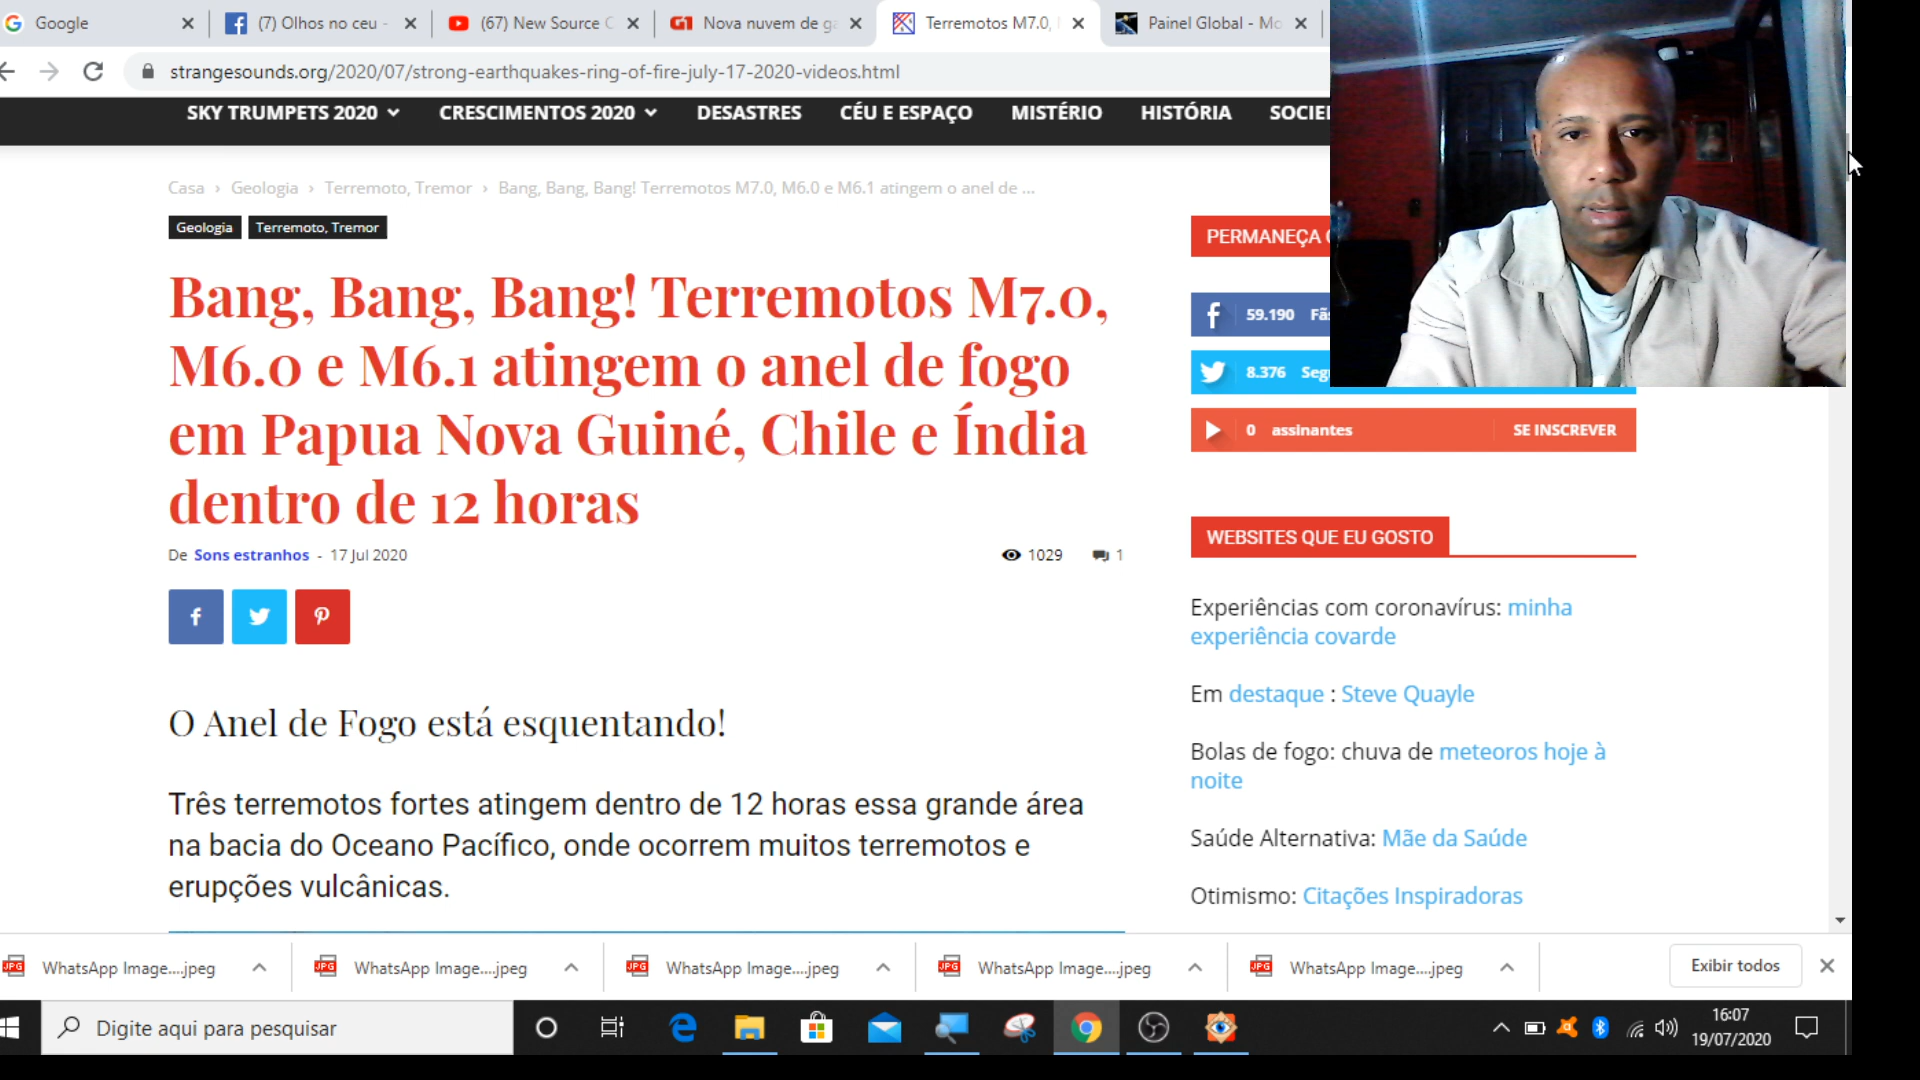 Google
(7) Olhos no ceu -
(67) New Source C
G1 Nova nuvem de ga
Terremotos M7.0,
Painel Global - Mo
strangesounds.org/2020/07/strong-earthquakes-ring-of-fire-july-17-2020-videos.html
SKY TRUMPETS 2020 CRESCIMENTOS 2020 DESASTRES CÉU E ESPAÇO MISTÉRIO HISTÓRIA SOCIE
Casa › Geologia › Terremoto, Tremor › Bang, Bang, Bang! Terremotos M7.0, M6.0 e M6.1 atingem o anel de ...
Geologia Terremoto, Tremor
Bang, Bang, Bang! Terremotos M7.0,
M6.0 e M6.1 atingem o anel de fogo
em Papua Nova Guiné, Chile e Índia
dentro de 12 horas
De Sons estranhos - 17 Jul 2020
1029 1
O Anel de Fogo está esquentando!
Três terremotos fortes atingem dentro de 12 horas essa grande área
na bacia do Oceano Pacífico, onde ocorrem muitos terremotos e
erupções vulcânicas.
PERMANEÇA
59.190 Fãs
8.376 Seg
0 assinantes SE INSCREVER
WEBSITES QUE EU GOSTO
Experiências com coronavírus: minha
experiência covarde
Em destaque : Steve Quayle
Bolas de fogo: chuva de meteoros hoje à
noite
Saúde Alternativa: Mãe da Saúde
Otimismo: Citações Inspiradoras
WhatsApp Image....jpeg WhatsApp Image....jpeg WhatsApp Image....jpeg WhatsApp Image....jpeg WhatsApp Image....jpeg Exibir todos
Digite aqui para pesquisar
16:07
19/07/2020